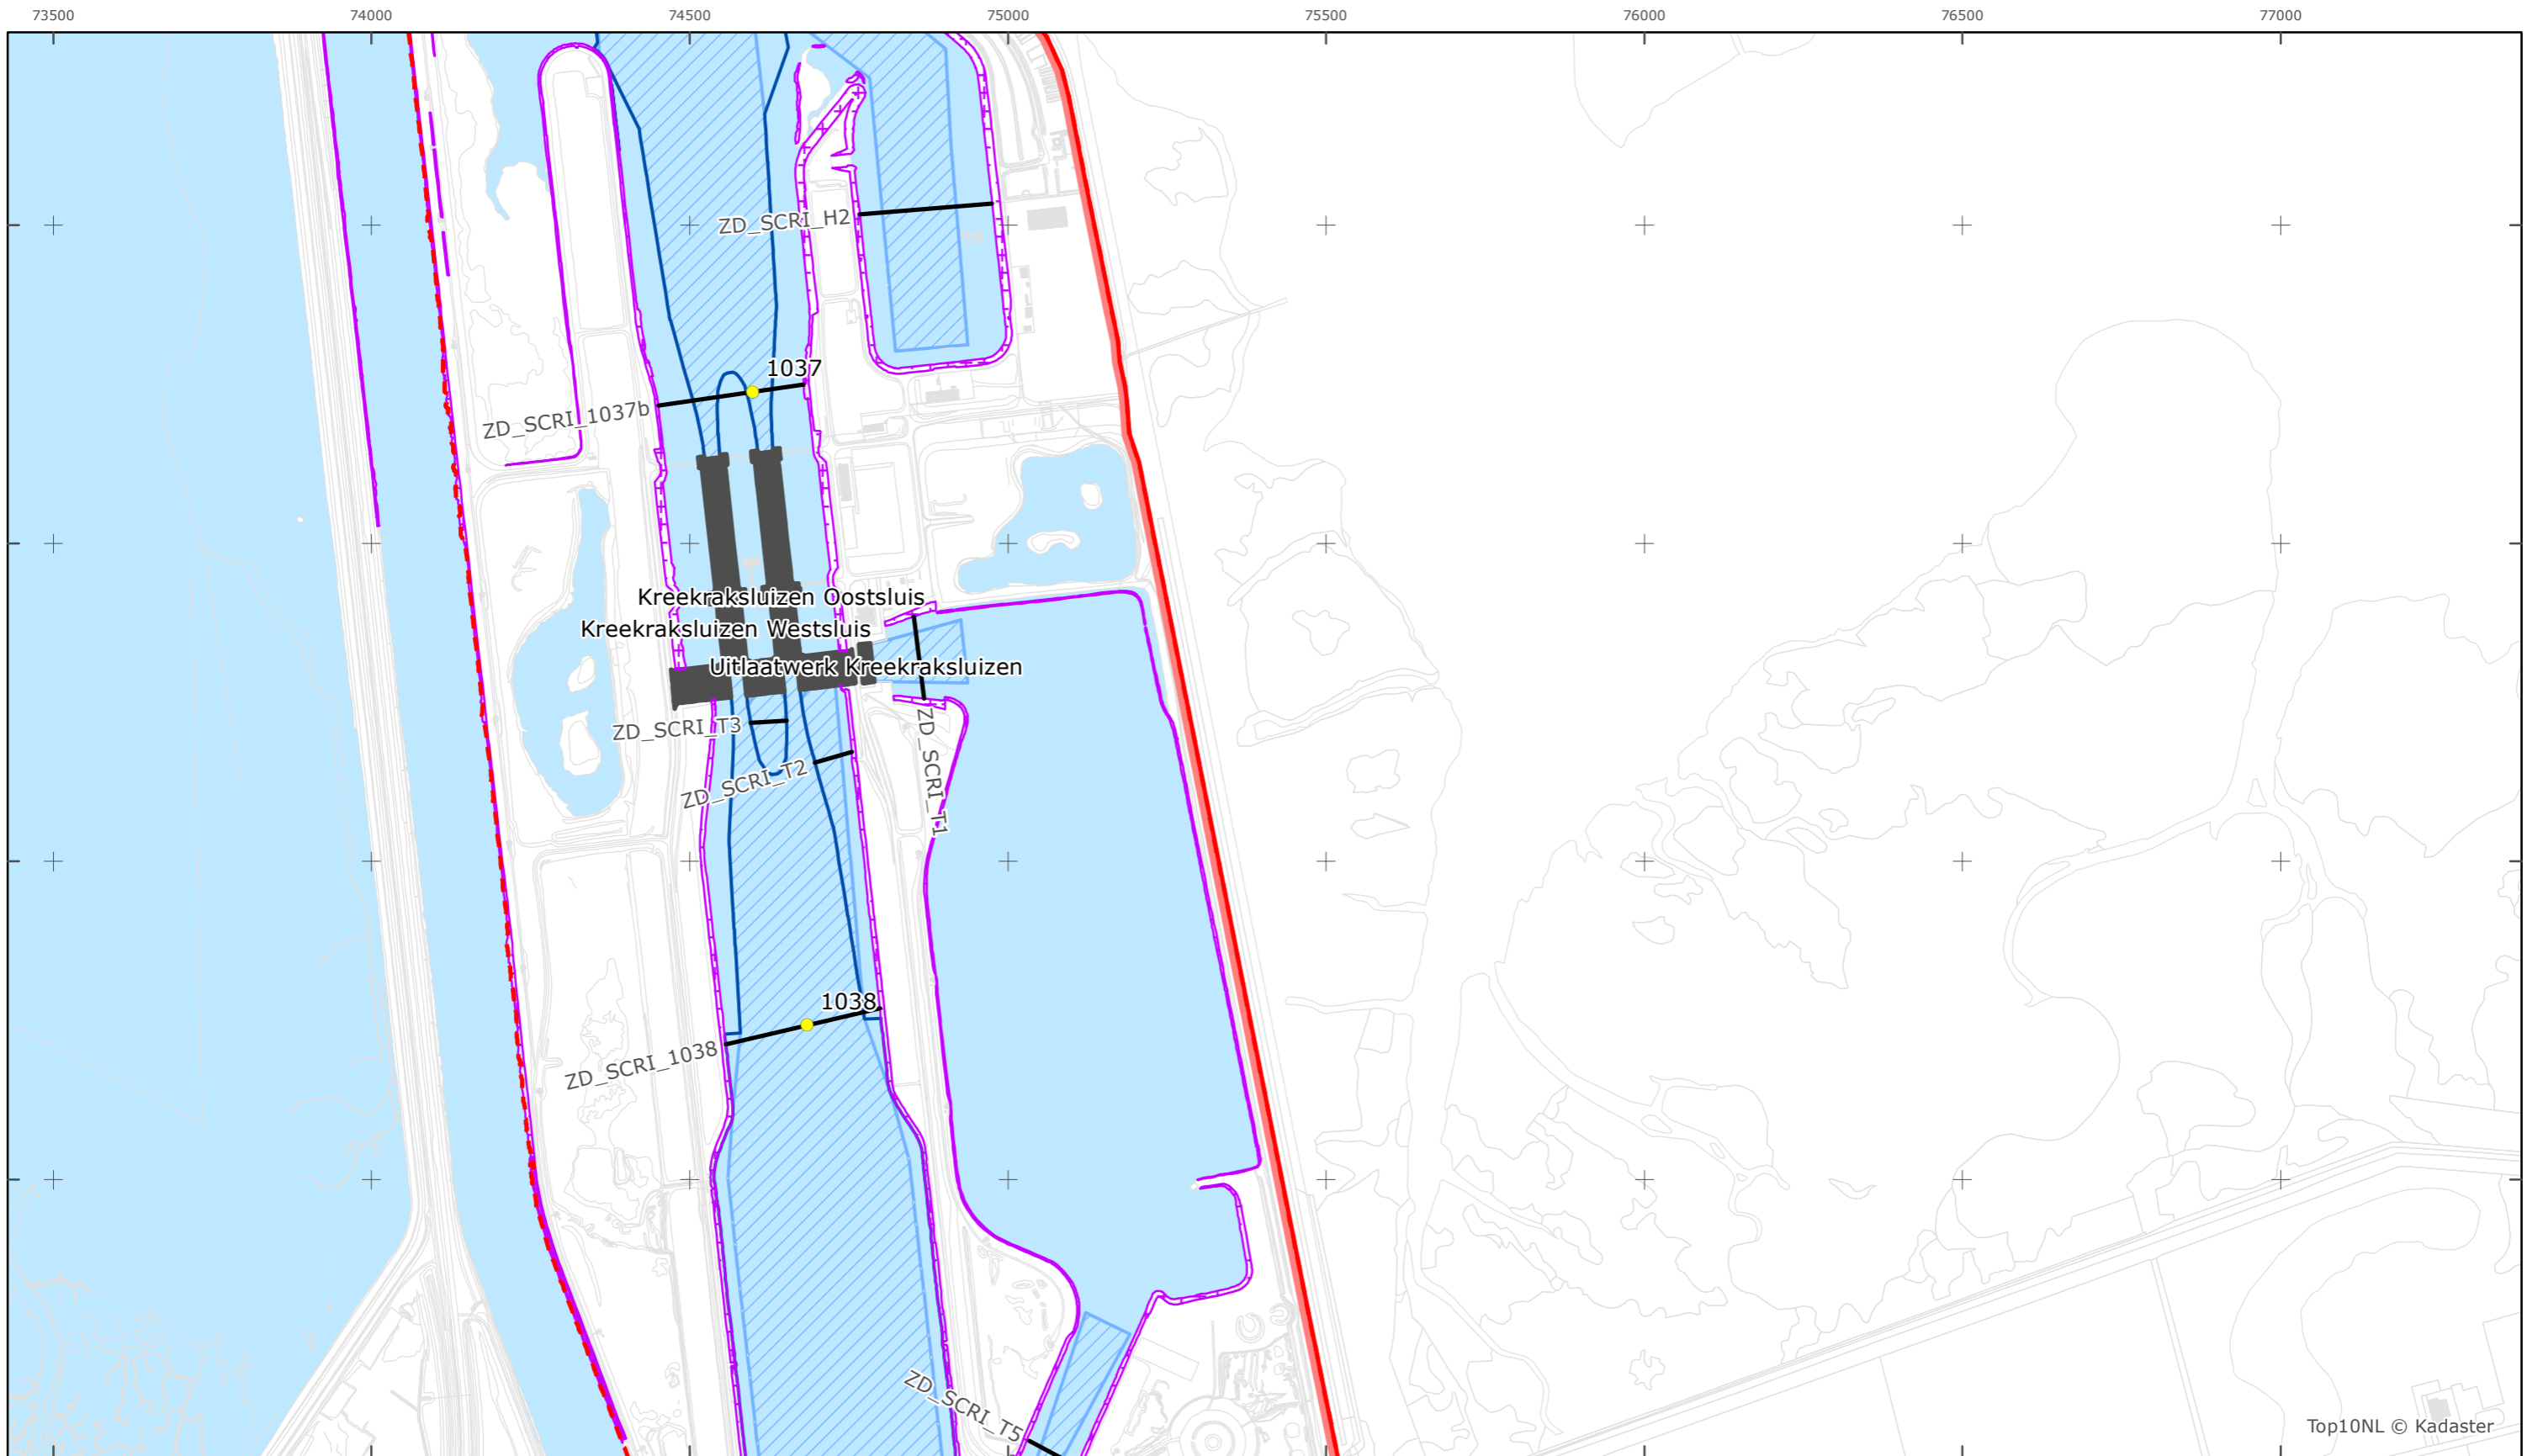 73500 74000 74500 75000 75500 76000 76500 77000
ZD_SCRI_H2
1037
ZD_SCRI_1037b
Kreekraksluizen Oostsluis
Kreekraksluizen Westsluis
Uitlaatwerk Kreekraksluizen
ZD_SCRI_T3
ZD_SCRI_T2
ZD_SCRI_T1
1038
ZD_SCRI_1038
ZD_SCRI_T5
Top10NL © Kadaster